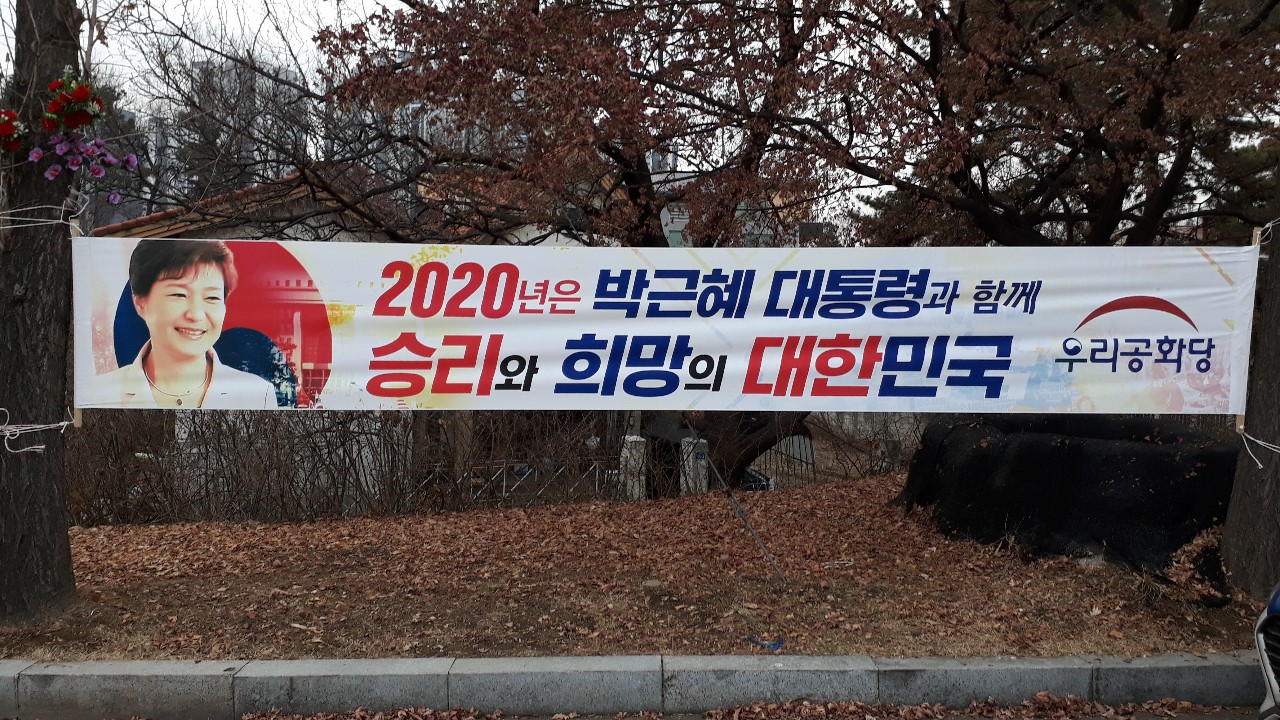 2020년은 박근혜 대통령과 함께
승리와 희망의 대한민국
우리공화당